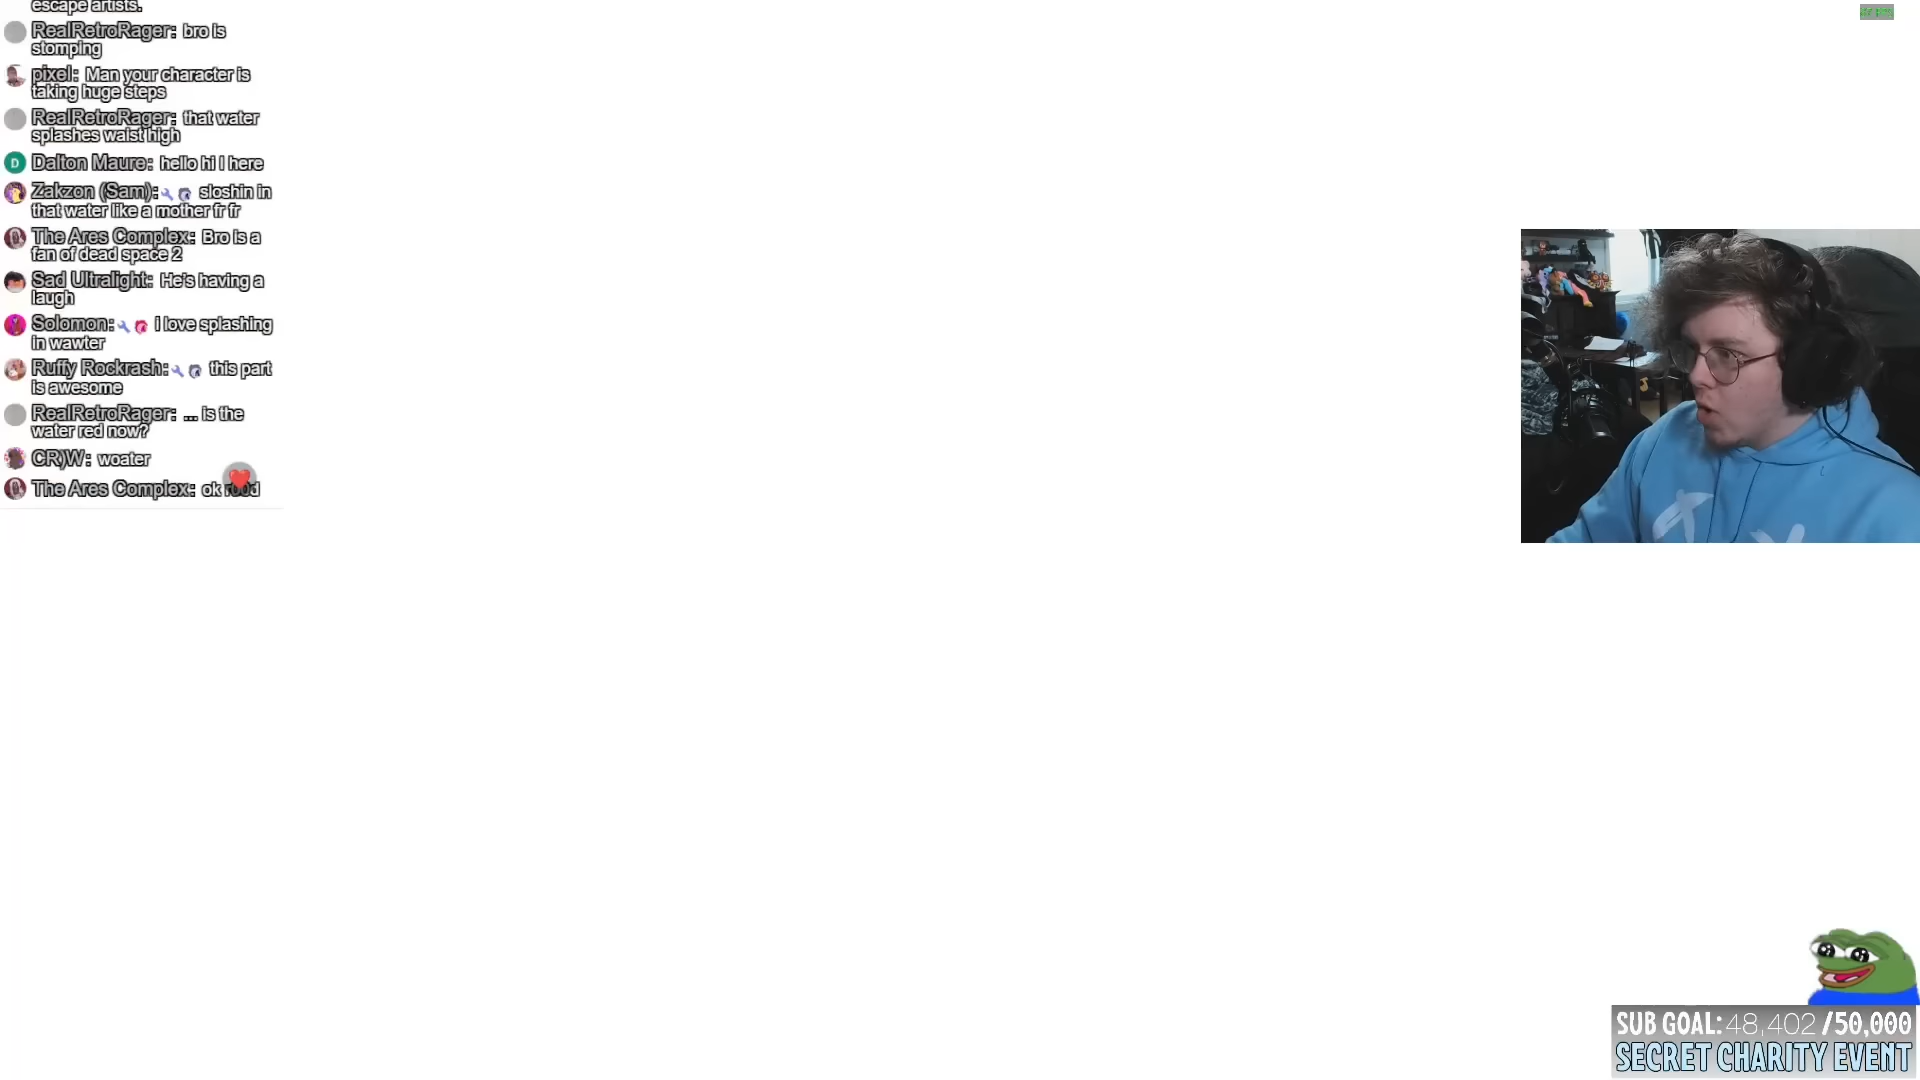 escape artists.
RealRetroRager: bro is
stomping
pixel: Man your character is
taking huge steps
RealRetroRager: that water
splashes waist high
D Dalton Maure: hello hi I here
Zakzon (Sam): sloshin in
that water like a mother fr fr
The Ares Complex: Bro is a
fan of dead space 2
Sad Ultralight: He's having a
laugh
Solomon: i love splashing
in wawter
Ruffy Rockrash: this part
is awesome
RealRetroRager: ... is the
water red now?
CR)W: woater
The Ares Complex: ok
SUB GOAL: 48,402 /50,000
SECRET CHARITY EVENT